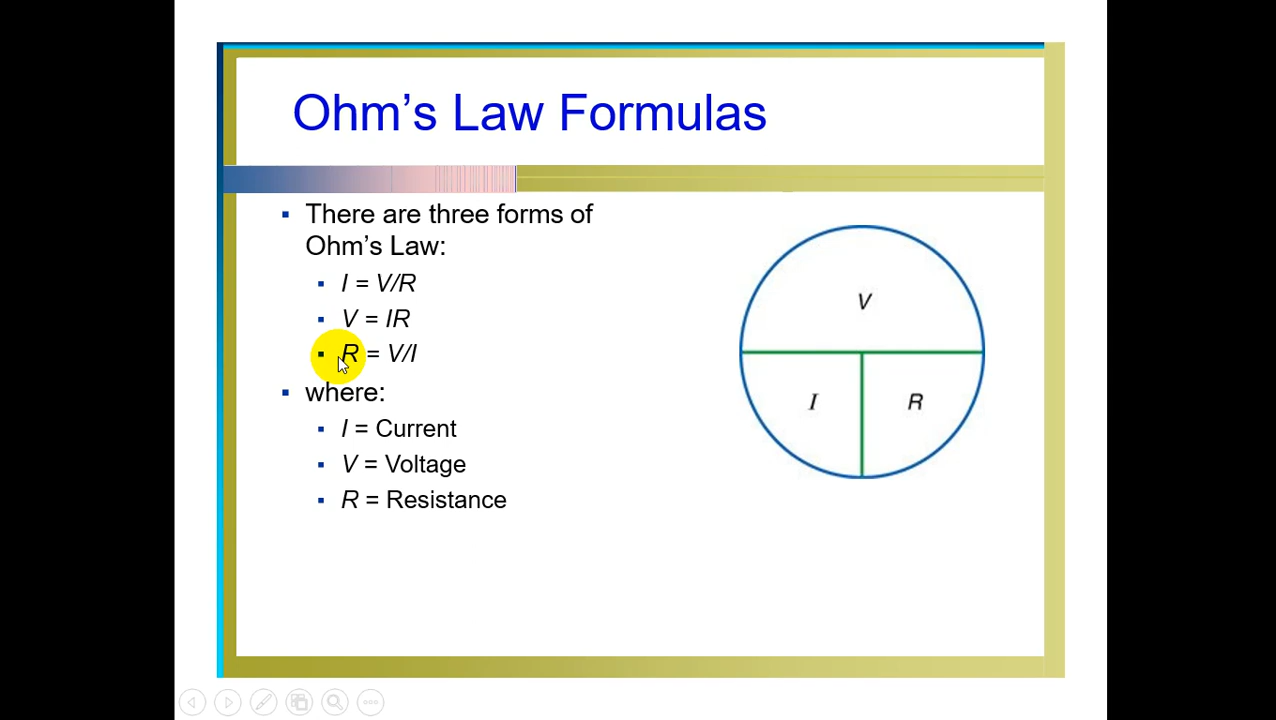 Ohm’s Law Formulas
▪ There are three forms of
Ohm’s Law:
▪ I = V/R
▪ V = IR
▪ R = V/I
▪ where:
▪ I = Current
▪ V = Voltage
▪ R = Resistance
V
I R